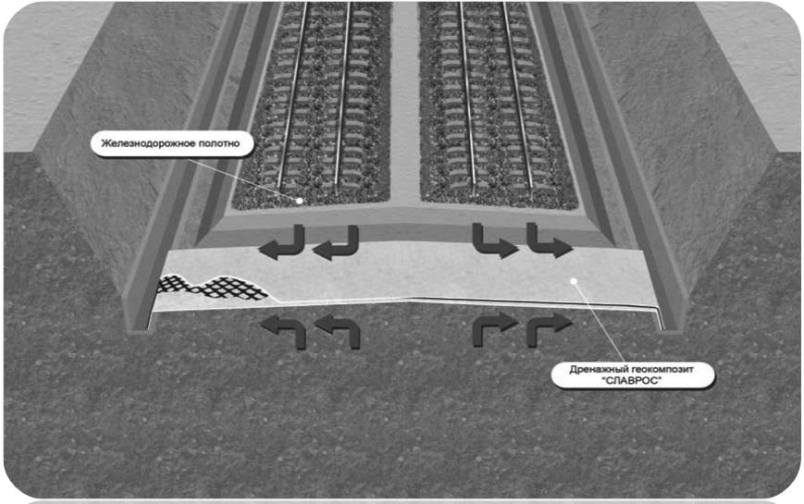 Железнодорожное полотно
Дренажный геокомпозит
"СЛАВРОС"